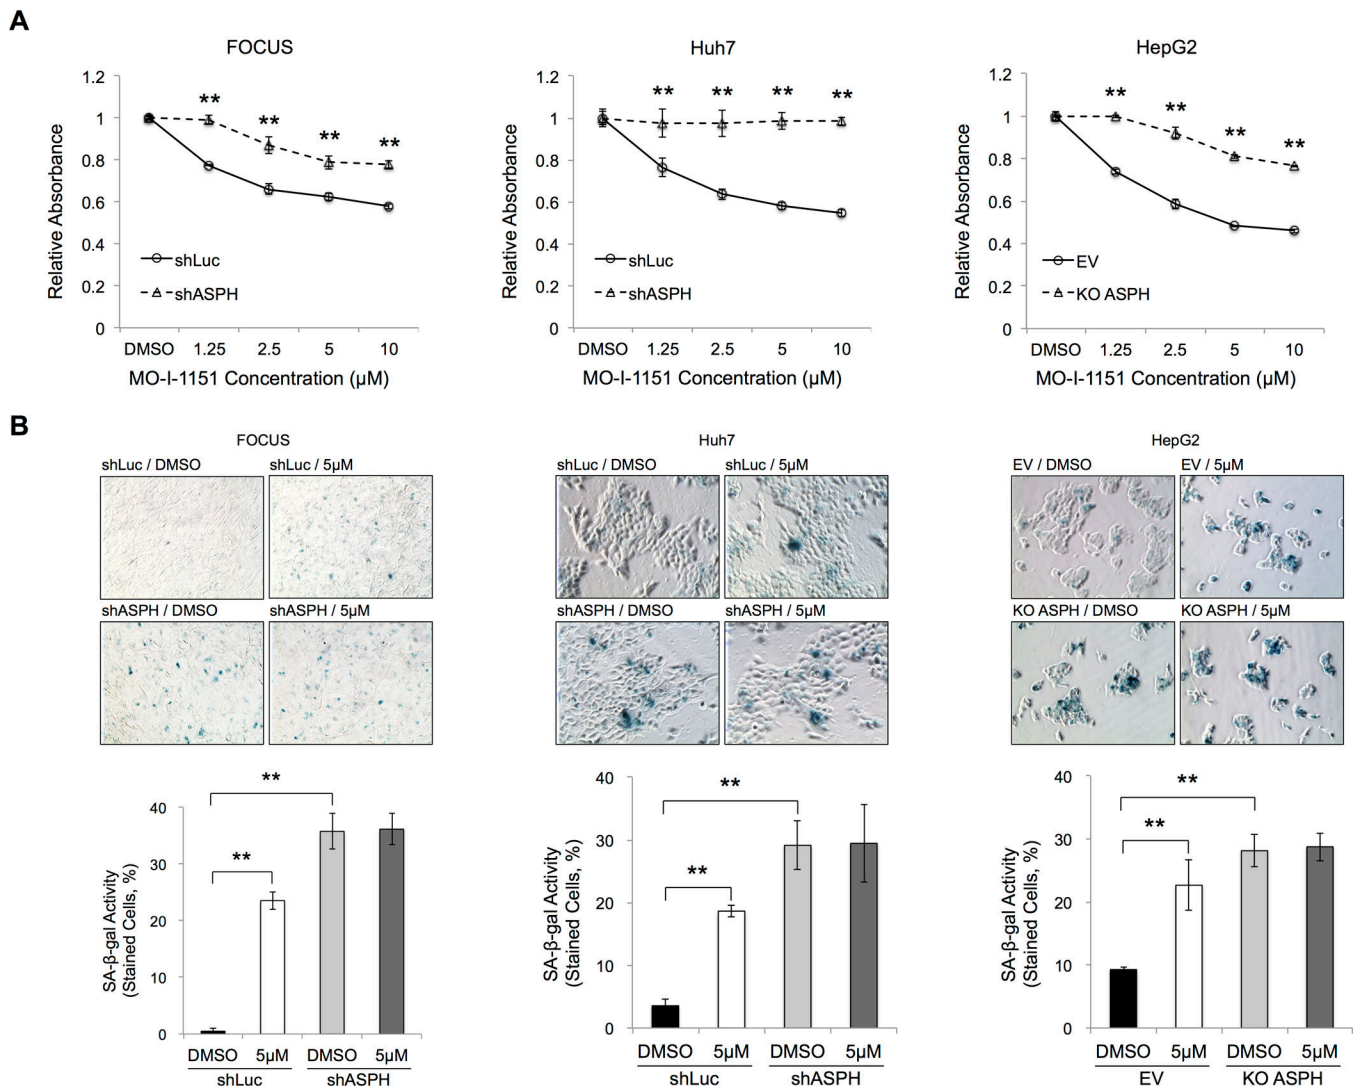 A
FOCUS
1.2
1
0.8
0.6
0.4
0.2
0
Relative Absorbance
** ** ** **
shLuc
shASPH
DMSO 1.25 2.5 5 10
MO-I-1151 Concentration (µM)
Huh7
1.2
1
0.8
0.6
0.4
0.2
0
Relative Absorbance
** ** ** **
shLuc
shASPH
DMSO 1.25 2.5 5 10
MO-I-1151 Concentration (µM)
HepG2
1.2
1
0.8
0.6
0.4
0.2
0
Relative Absorbance
** ** ** **
EV
KO ASPH
DMSO 1.25 2.5 5 10
MO-I-1151 Concentration (µM)
B
FOCUS
shLuc / DMSO shLuc / 5µM
shASPH / DMSO shASPH / 5µM
Huh7
shLuc / DMSO shLuc / 5µM
shASPH / DMSO shASPH / 5µM
HepG2
EV / DMSO EV / 5µM
KO ASPH / DMSO KO ASPH / 5µM
SA-β-gal Activity
(Stained Cells, %)
40
30
20
10
0
**
**
DMSO 5µM DMSO 5µM
shLuc shASPH
SA-β-gal Activity
(Stained Cells, %)
40
30
20
10
0
**
**
DMSO 5µM DMSO 5µM
shLuc shASPH
SA-β-gal Activity
(Stained Cells, %)
40
30
20
10
0
**
**
DMSO 5µM DMSO 5µM
EV KO ASPH